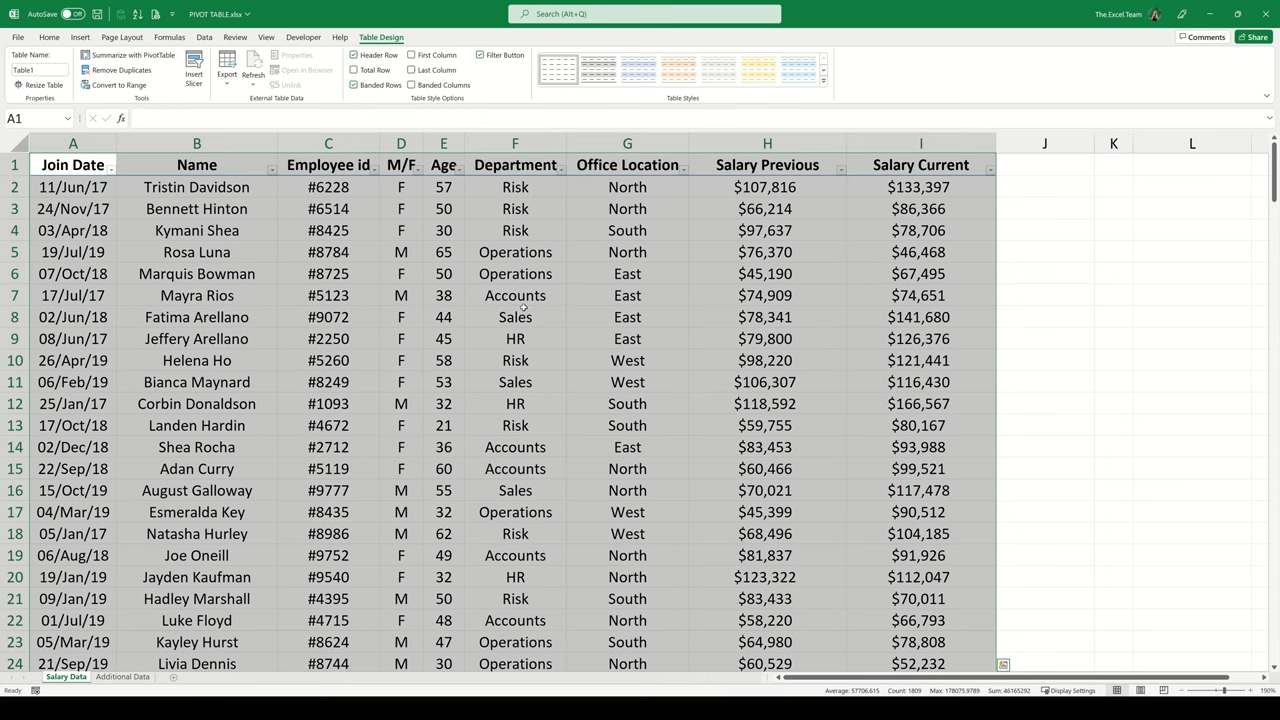 AutoSave Off PIVOT TABLE.xlsx Search (Alt+Q) The.Excel.Team
File Home Insert Page Layout Formulas Data Review View Developer Help Table Design Comments Share
Table Name: Summarize with PivotTable Properties Header Row First Column Filter Button
Table1 Remove Duplicates Insert Slicer Export Refresh Open in Browser Total Row Last Column
Resize Table Convert to Range Unlink Banded Rows Banded Columns
Properties Tools External Table Data Table Style Options Table Styles
A1 fx
A B C D E F G H I J K L
1 Join Date Name Employee id M/F Age Department Office Location Salary Previous Salary Current
2 11/Jun/17 Tristin Davidson #6228 F 57 Risk North $107,816 $133,397
3 24/Nov/17 Bennett Hinton #6514 F 50 Risk North $66,214 $86,366
4 03/Apr/18 Kymani Shea #8425 F 30 Risk South $97,637 $78,706
5 19/Jul/19 Rosa Luna #8784 M 65 Operations North $76,370 $46,468
6 07/Oct/18 Marquis Bowman #8725 F 50 Operations East $45,190 $67,495
7 17/Jul/17 Mayra Rios #5123 M 38 Accounts East $74,909 $74,651
8 02/Jun/18 Fatima Arellano #9072 F 44 Sales East $78,341 $141,680
9 08/Jun/17 Jeffery Arellano #2250 F 45 HR East $79,800 $126,376
10 26/Apr/19 Helena Ho #5260 F 58 Risk West $98,220 $121,441
11 06/Feb/19 Bianca Maynard #8249 F 53 Sales West $106,307 $116,430
12 25/Jan/17 Corbin Donaldson #1093 M 32 HR South $118,592 $166,567
13 17/Oct/18 Landen Hardin #4672 F 21 Risk South $59,755 $80,167
14 02/Dec/18 Shea Rocha #2712 F 36 Accounts East $83,453 $93,988
15 22/Sep/18 Adan Curry #5119 F 60 Accounts North $60,466 $99,521
16 15/Oct/19 August Galloway #9777 M 55 Sales North $70,021 $117,478
17 04/Mar/19 Esmeralda Key #8435 M 32 Operations West $45,399 $90,512
18 05/Jan/17 Natasha Hurley #8986 M 62 Risk West $68,496 $104,185
19 06/Aug/18 Joe Oneill #9752 F 49 Accounts North $81,837 $91,926
20 19/Jan/19 Jayden Kaufman #9540 F 32 HR North $123,322 $112,047
21 09/Jan/19 Hadley Marshall #4395 M 50 Risk South $83,433 $70,011
22 01/Jul/19 Luke Floyd #4715 F 48 Accounts North $58,220 $66,793
23 05/Mar/19 Kayley Hurst #8624 M 47 Operations South $64,980 $78,808
24 21/Sep/19 Livia Dennis #8744 M 30 Operations North $60,529 $52,232
Salary Data Additional Data
Ready Average: 57706.615 Count: 1809 Max: 178075.9789 Sum: 46165292 Display Settings 190%